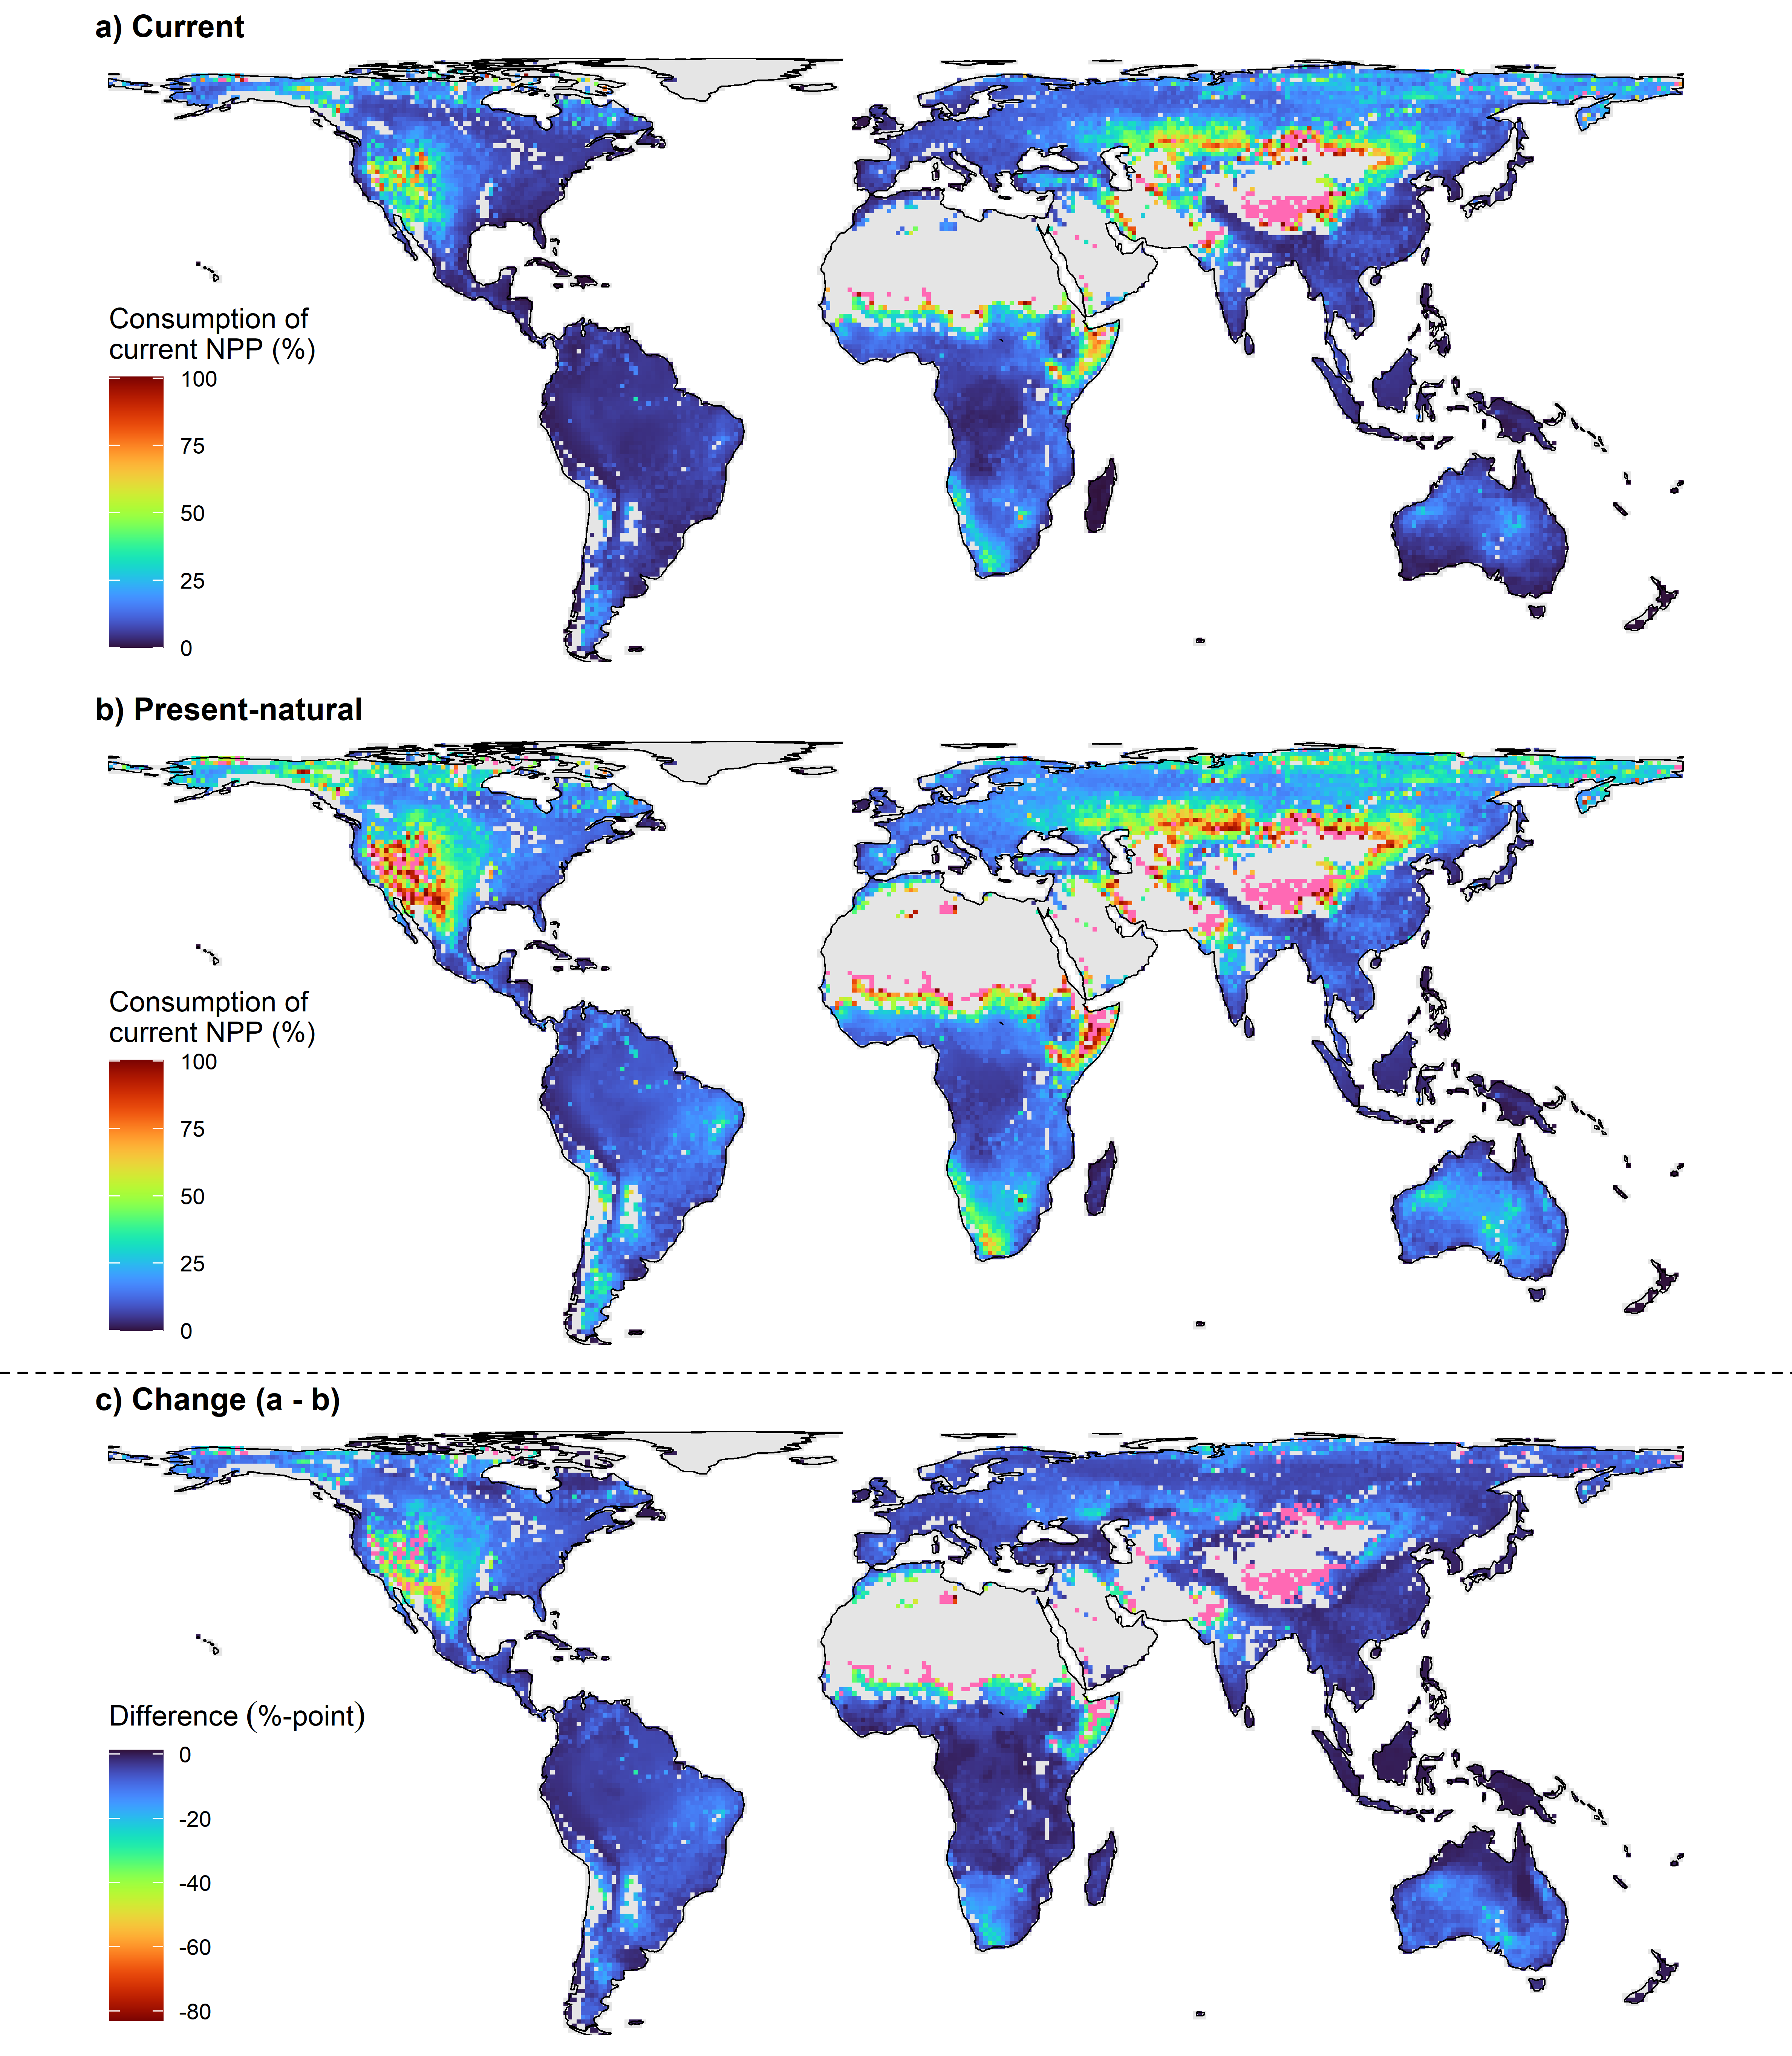 a) Current
Consumption of
current NPP (%)
100
75
50
25
0
b) Present-natural
Consumption of
current NPP (%)
100
75
50
25
0
c) Change (a - b)
Difference (%-point)
0
-20
-40
-60
-80